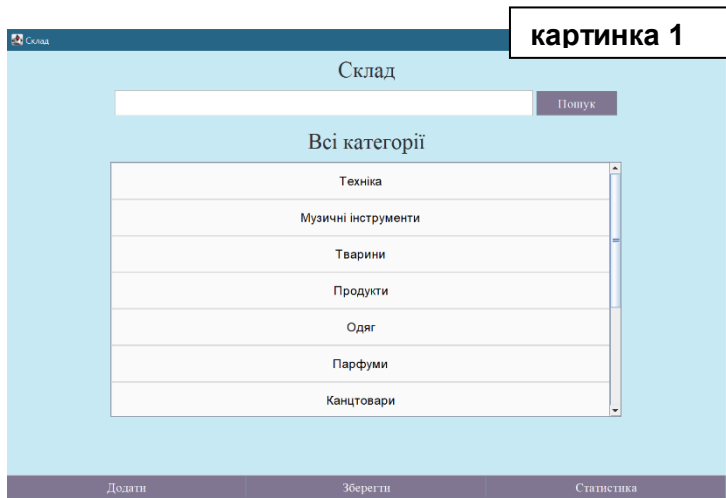 картинка 1
Склад
Склад
Пошук
Всі категорії
Техніка
Музичні інструменти
Тварини
Продукти
Одяг
Парфуми
Канцтовари
Додати
Зберегти
Статистика